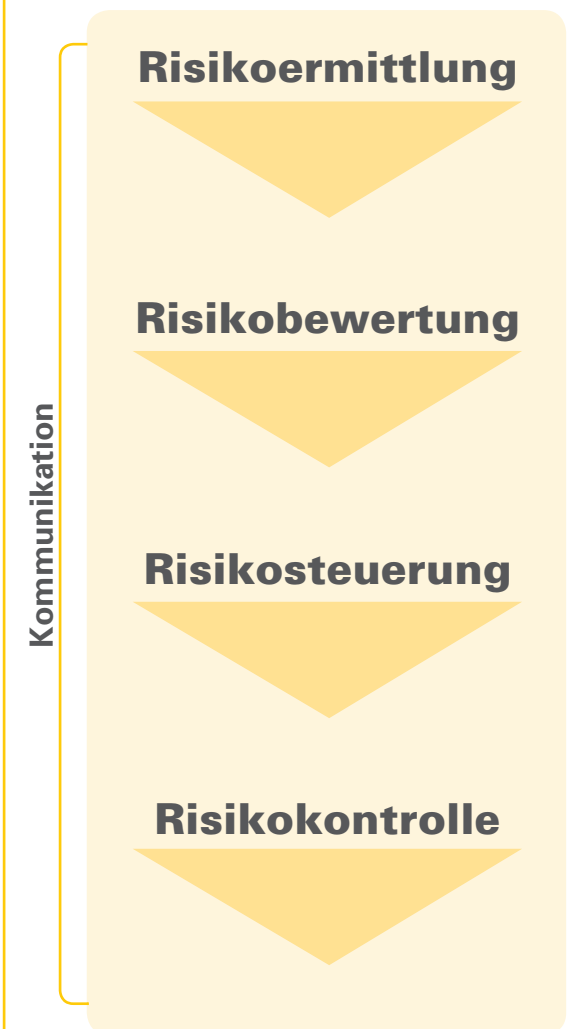 Risikoermittlung
Risikobewertung
Kommunikation
Risikosteuerung
Risikokontrolle